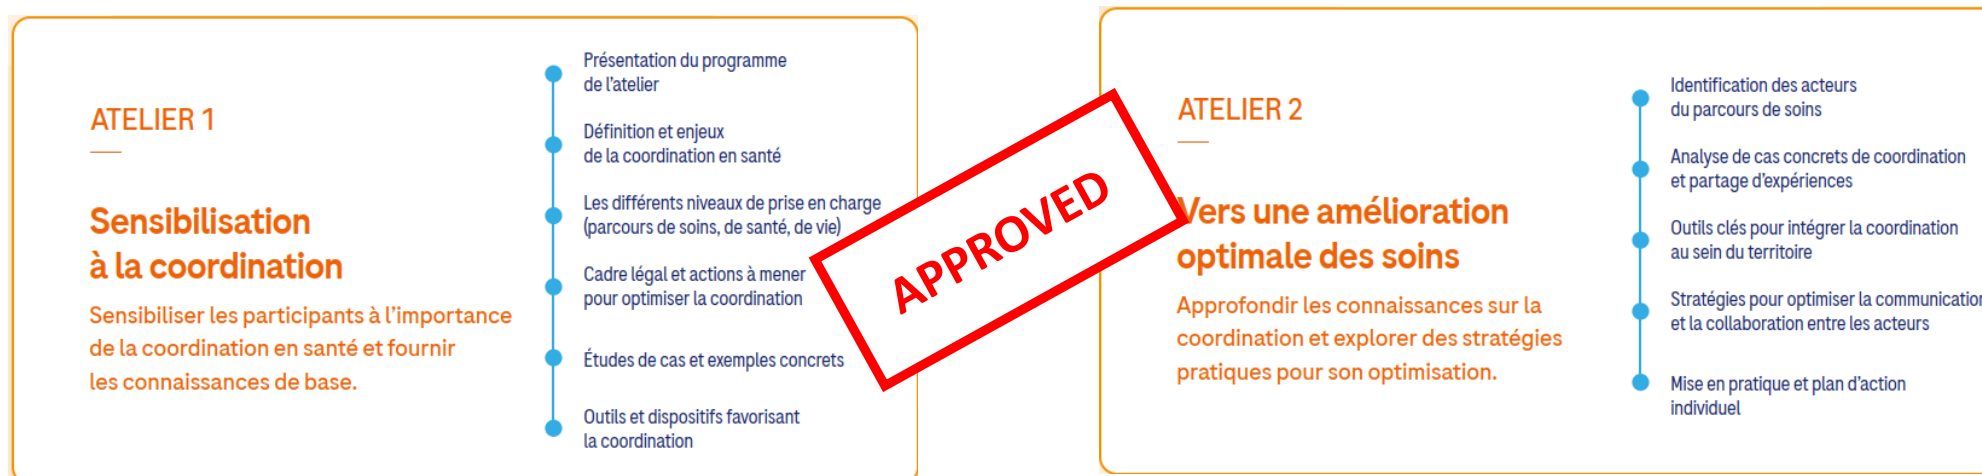 ATELIER 1
Sensibilisation
à la coordination
Sensibiliser les participants à l’importance
de la coordination en santé et fournir
les connaissances de base.
Présentation du programme
de l’atelier
Définition et enjeux
de la coordination en santé
Les différents niveaux de prise en charge
(parcours de soins, de santé, de vie)
Cadre légal et actions à mener
pour optimiser la coordination
Études de cas et exemples concrets
Outils et dispositifs favorisant
la coordination
APPROVED
ATELIER 2
Vers une amélioration
optimale des soins
Approfondir les connaissances sur la
coordination et explorer des stratégies
pratiques pour son optimisation.
Identification des acteurs
du parcours de soins
Analyse de cas concrets de coordination
et partage d’expériences
Outils clés pour intégrer la coordination
au sein du territoire
Stratégies pour optimiser la communication
et la collaboration entre les acteurs
Mise en pratique et plan d’action
individuel